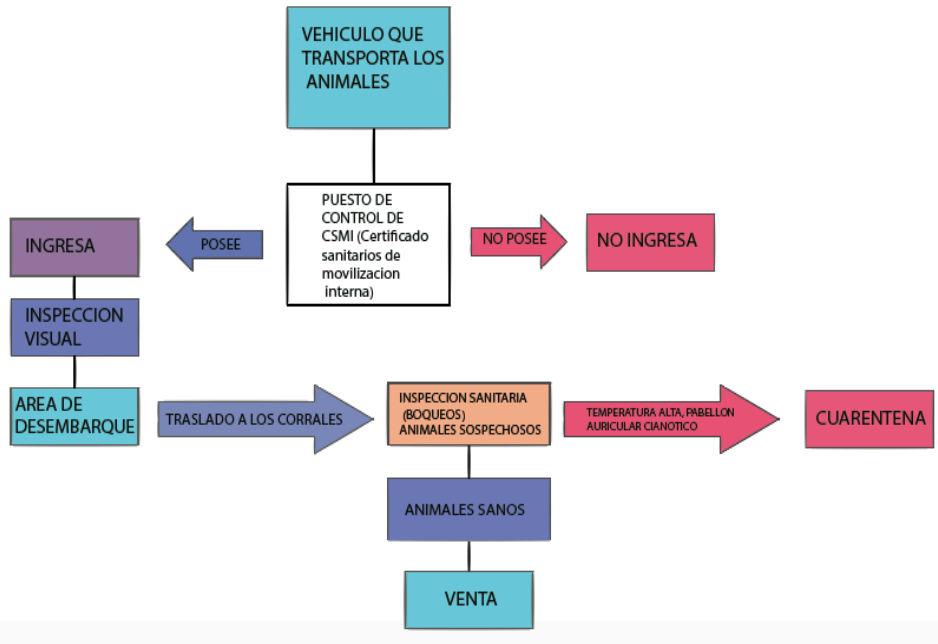 VEHICULO QUE
TRANSPORTA LOS
ANIMALES
PUESTO DE
CONTROL DE
CSMI (Certificado
sanitarios de
movilizacion
interna)
POSEE
INGRESA
NO POSEE
NO INGRESA
INSPECCION
VISUAL
AREA DE
DESEMBARQUE
TRASLADO A LOS CORRALES
INSPECCION SANITARIA
(BOQUEOS)
ANIMALES SOSPECHOSOS
TEMPERATURA ALTA, PABELLON
AURICULAR CIANOTICO
CUARENTENA
ANIMALES SANOS
VENTA